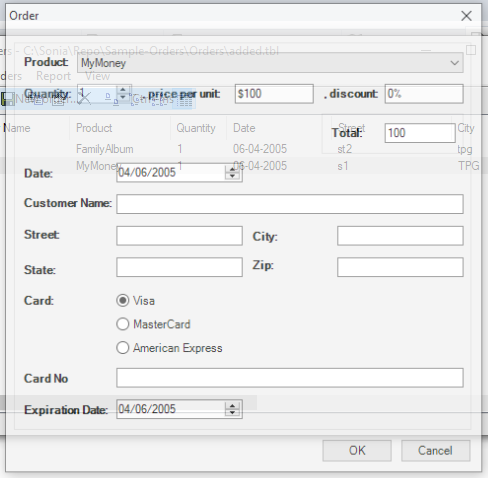 Order
ers - C:\Sonia\Repo\Sample-Orders\Orders\added.tbl
Product: MyMoney
ders Report View
Quantity: 1 , price per unit: $100 , discount: 0%
Name Product Quantity Date Street City
Total: 100
FamilyAlbum 1 06-04-2005 st2 tpg
MyMoney 1 06-04-2005 s1 TPG
Date: 04/06/2005
Customer Name:
Street: City:
State: Zip:
Card: Visa
MasterCard
American Express
Card No
Expiration Date: 04/06/2005
OK Cancel